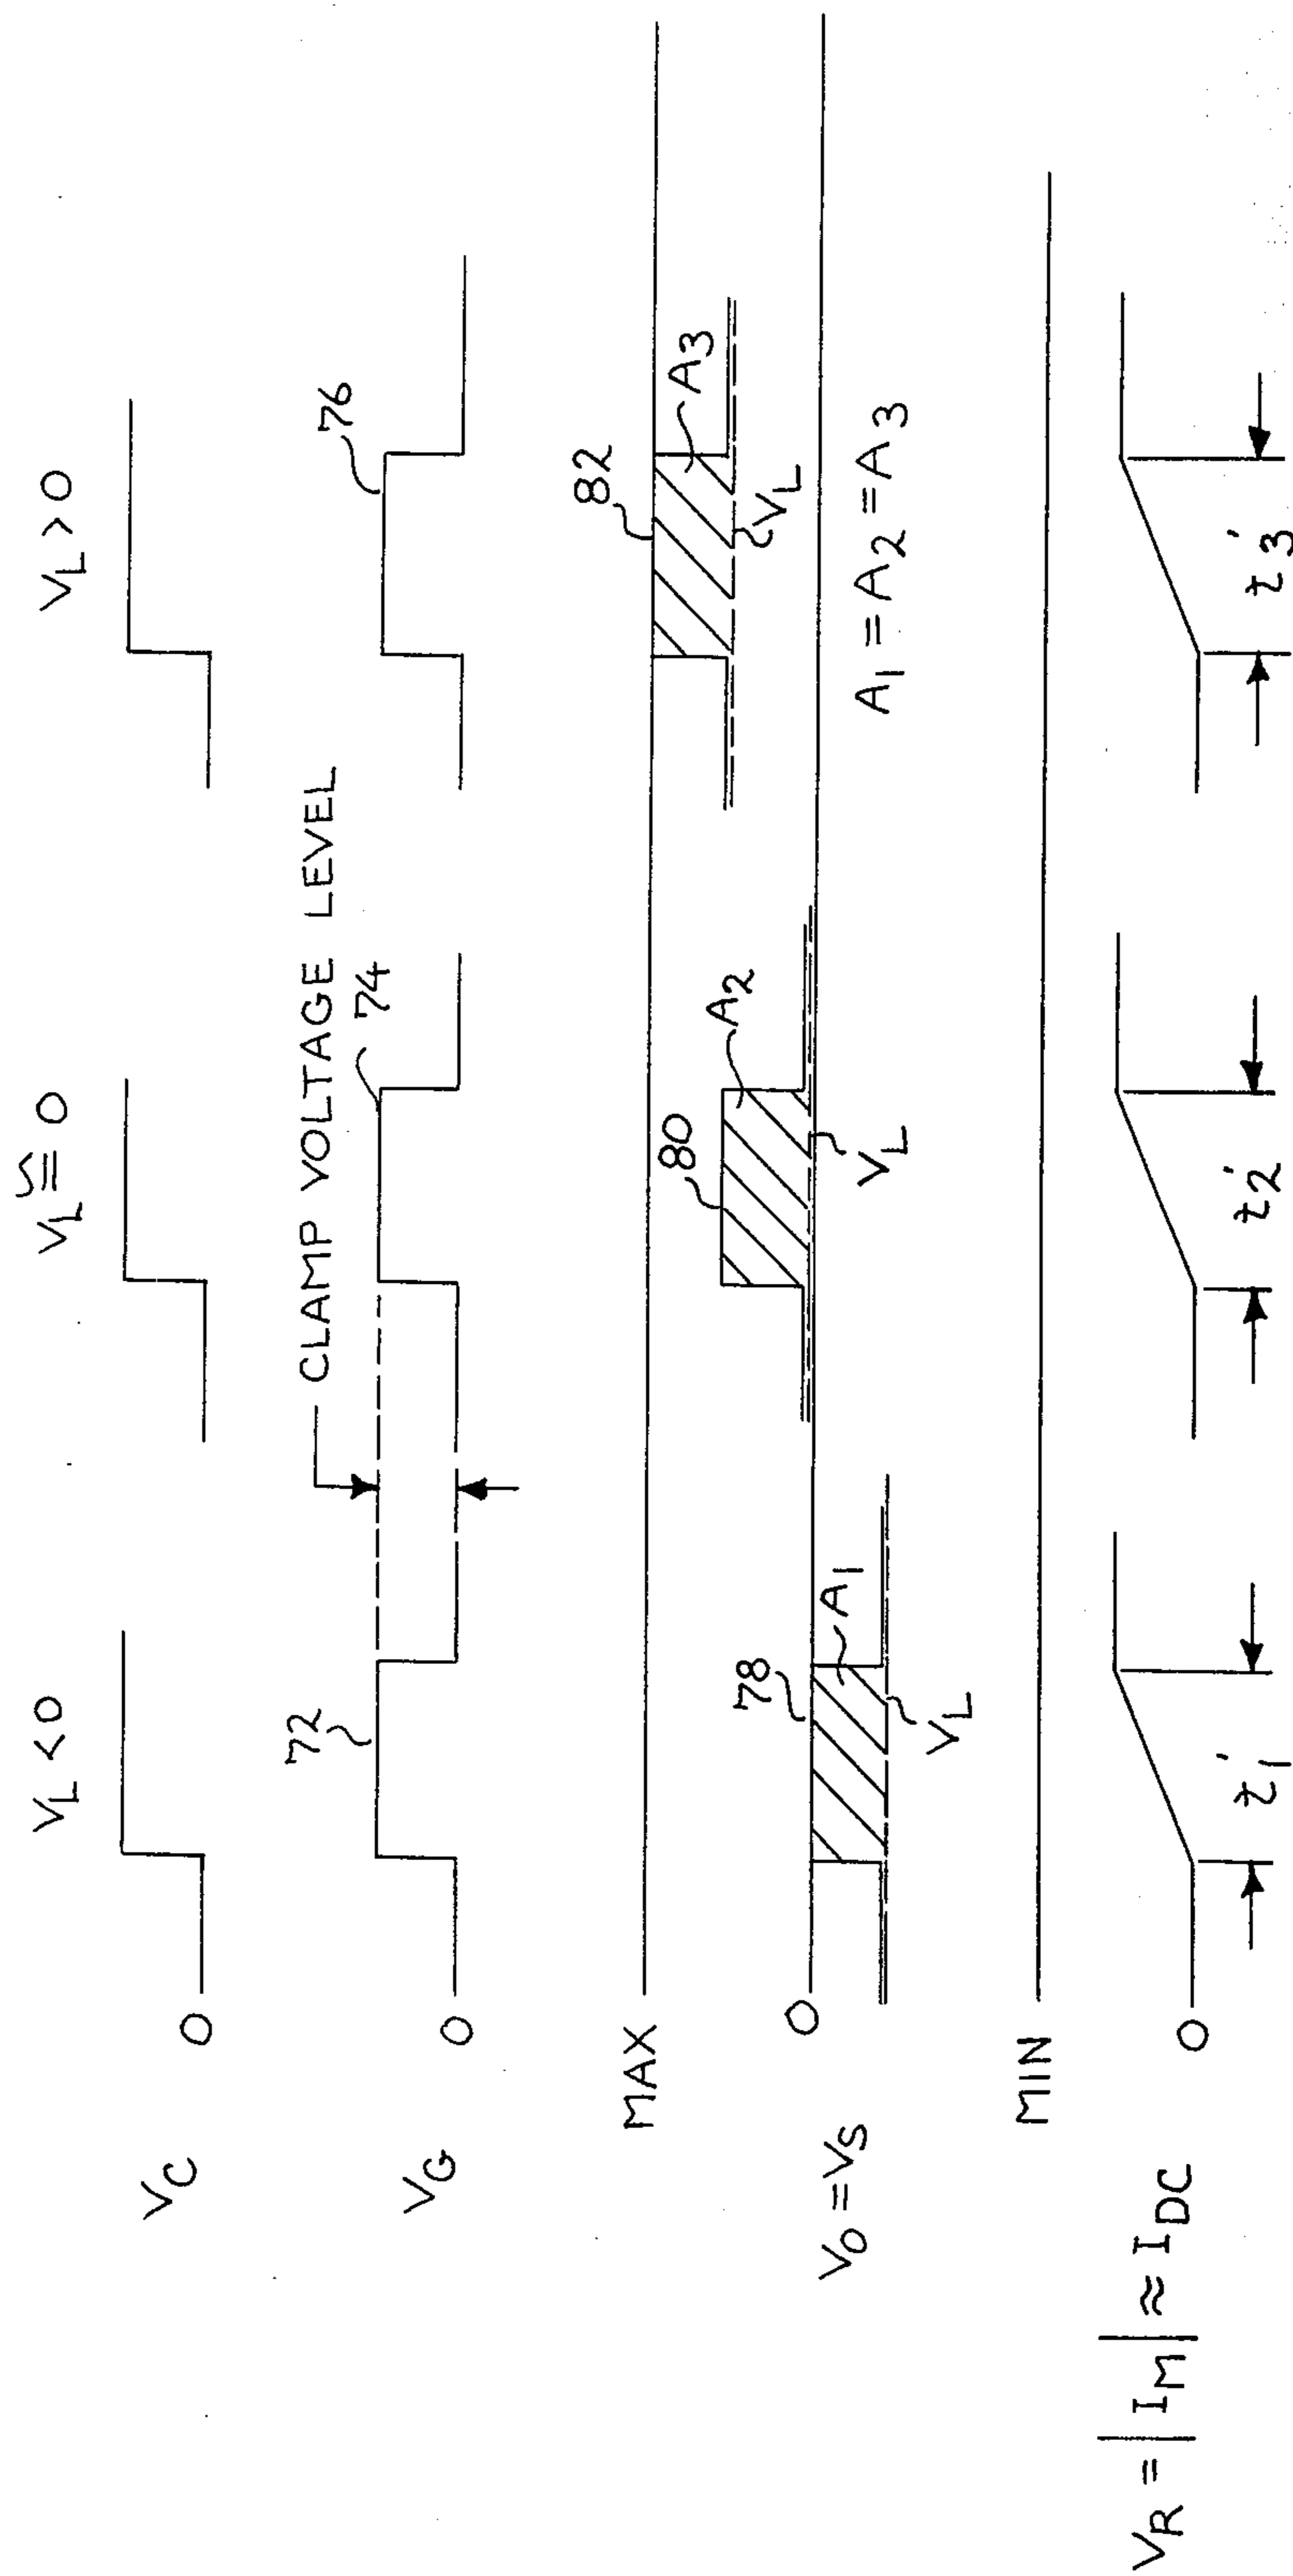 V_L < 0
V_L ≅ 0
V_L > 0
V_C
0
CLAMP VOLTAGE LEVEL
72
74
76
V_G
0
MAX
78
80
82
A_1
A_2
A_3
V_O = V_S
0
V_L
V_L
V_L
A_1 = A_2 = A_3
MIN
V_R = |I_M| ≈ I_DC
0
t_1'
t_2'
t_3'